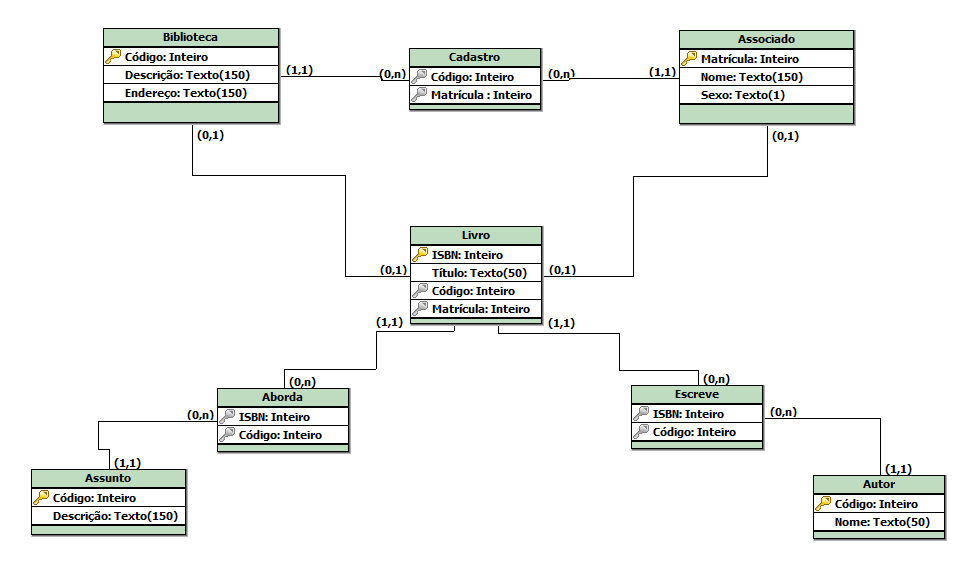 Biblioteca
Código: Inteiro
Descrição: Texto(150)
Endereço: Texto(150)
(1,1)
(0,n)
Cadastro
Código: Inteiro
Matrícula : Inteiro
(0,n)
(1,1)
Associado
Matrícula: Inteiro
Nome: Texto(150)
Sexo: Texto(1)
(0,1)
(0,1)
Livro
ISBN: Inteiro
Título: Texto(50)
Código: Inteiro
Matrícula: Inteiro
(0,1)
(0,1)
(1,1)
(1,1)
(0,n)
(0,n)
Aborda
ISBN: Inteiro
Código: Inteiro
(0,n)
Escreve
ISBN: Inteiro
Código: Inteiro
(0,n)
(1,1)
Assunto
Código: Inteiro
Descrição: Texto(150)
(1,1)
Autor
Código: Inteiro
Nome: Texto(50)